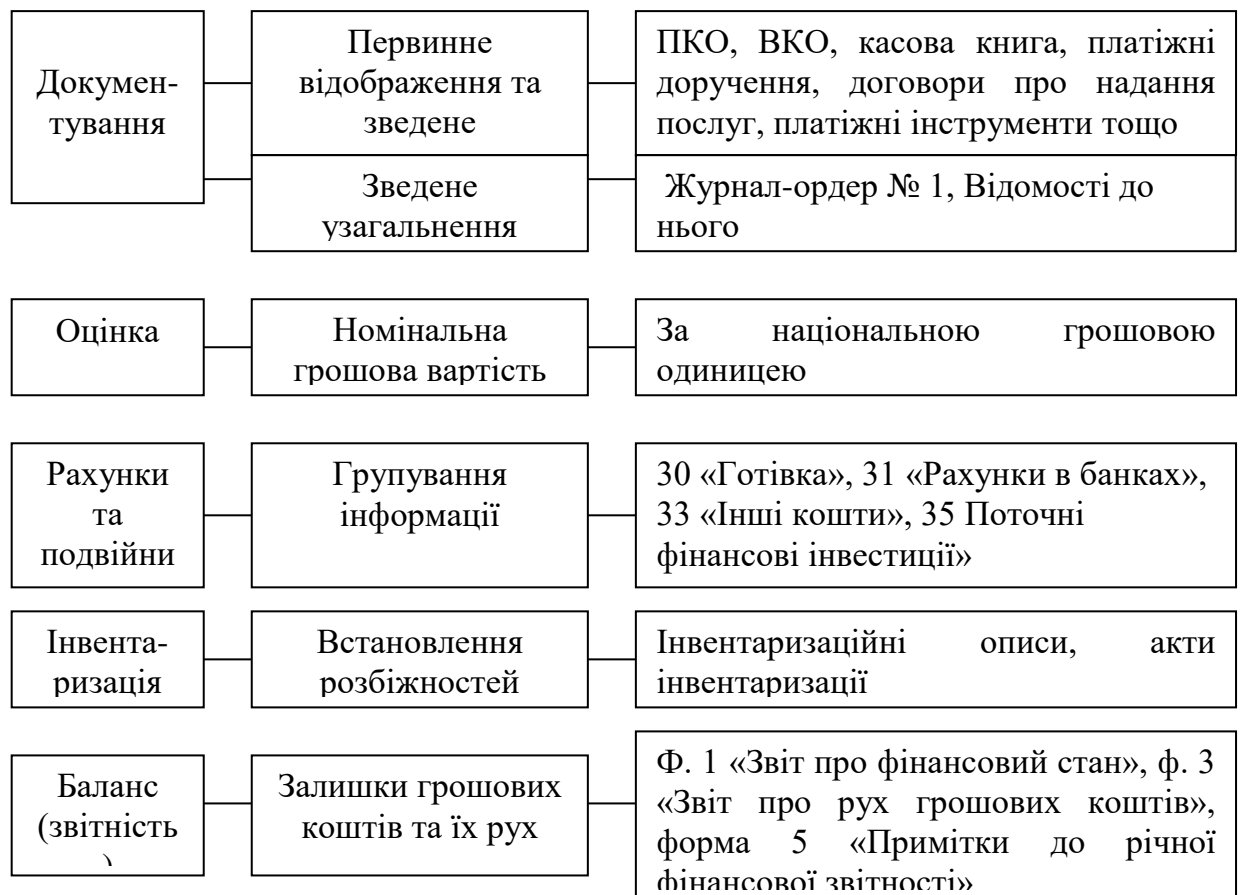 Докумен-
тування
Первинне
відображення та
зведене
ПКО, ВКО, касова книга, платіжні
доручення, договори про надання
послуг, платіжні інструменти тощо
Зведене
узагальнення
Журнал-ордер № 1, Відомості до
нього
Оцінка
Номінальна
грошова вартість
За національною грошовою
одиницею
Рахунки
та
подвійни
Групування
інформації
30 «Готівка», 31 «Рахунки в банках»,
33 «Інші кошти», 35 Поточні
фінансові інвестиції»
Інвента-
ризація
Встановлення
розбіжностей
Інвентаризаційні описи, акти
інвентаризації
Баланс
(звітність
)
Залишки грошових
коштів та їх рух
Ф. 1 «Звіт про фінансовий стан», ф. 3
«Звіт про рух грошових коштів»,
форма 5 «Примітки до річної
фінансової звітності»